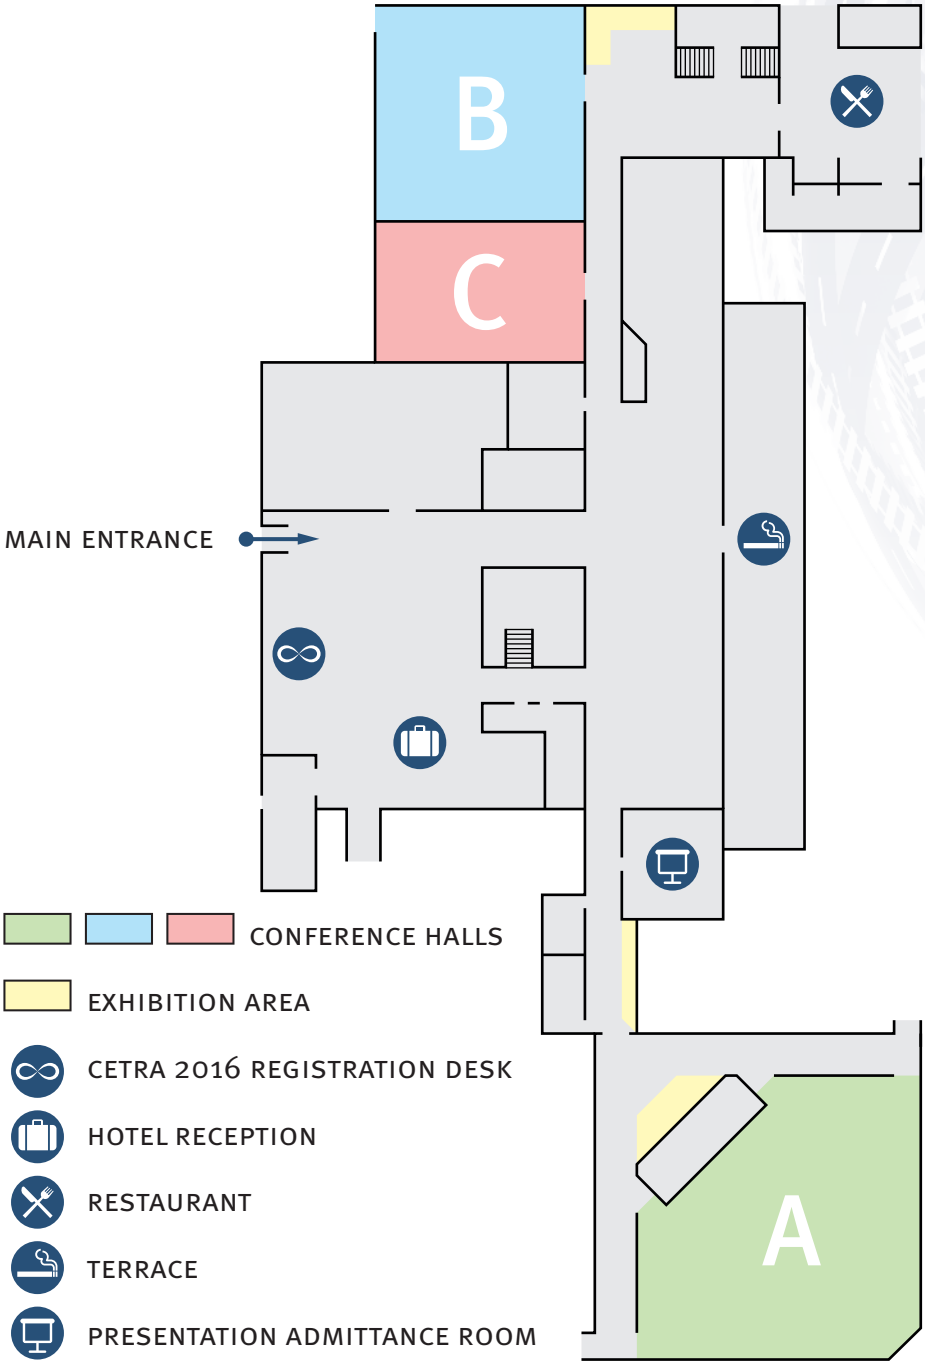 B
C
MAIN ENTRANCE
CONFERENCE HALLS
EXHIBITION AREA
CETRA 2016 REGISTRATION DESK
HOTEL RECEPTION
RESTAURANT
TERRACE
PRESENTATION ADMITTANCE ROOM
A